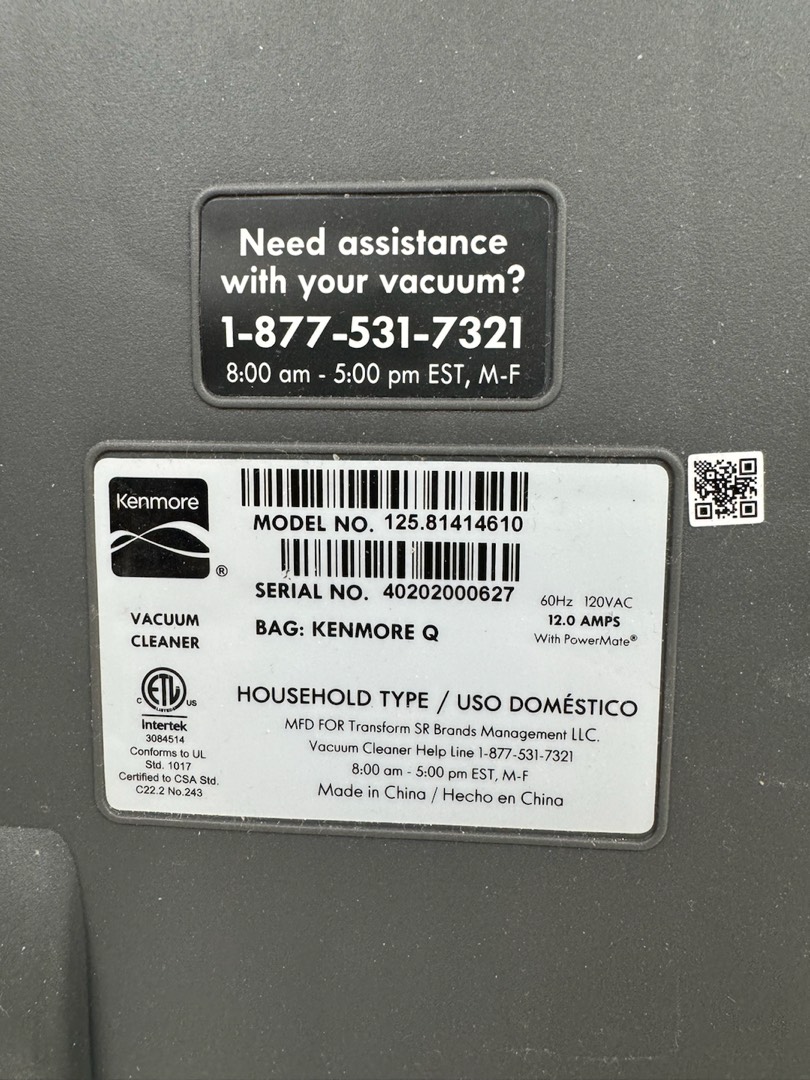 Need assistance
with your vacuum?
1-877-531-7321
8:00 am - 5:00 pm EST, M-F
Kenmore
®
MODEL NO. 125.81414610
SERIAL NO. 40202000627
BAG: KENMORE Q
60Hz 120VAC
12.0 AMPS
With PowerMate®
VACUUM
CLEANER
C ETL US
LISTED
Intertek
3084514
Conforms to UL
Std. 1017
Certified to CSA Std.
C22.2 No.243
HOUSEHOLD TYPE / USO DOMÉSTICO
MFD FOR Transform SR Brands Management LLC.
Vacuum Cleaner Help Line 1-877-531-7321
8:00 am - 5:00 pm EST, M-F
Made in China / Hecho en China